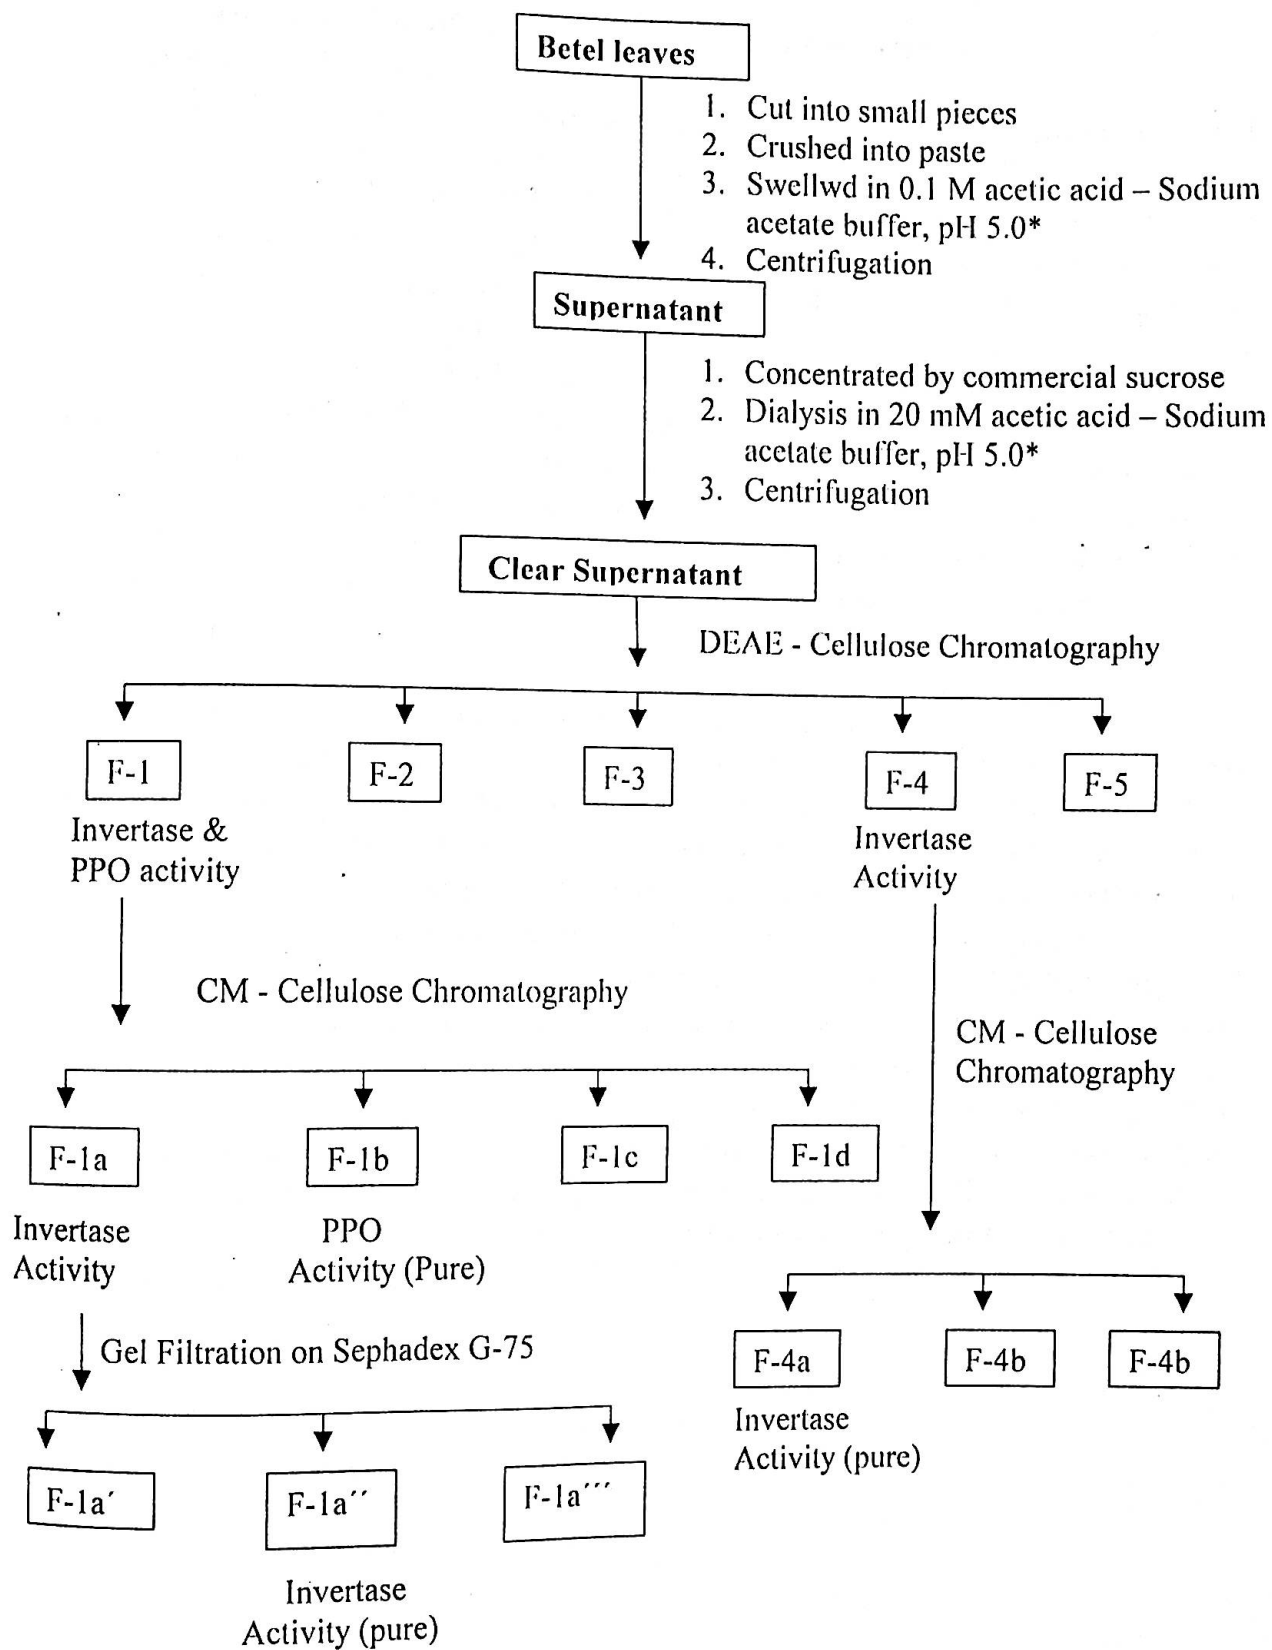 Betel leaves
1. Cut into small pieces
2. Crushed into paste
3. Swellwd in 0.1 M acetic acid – Sodium
acetate buffer, pH 5.0*
4. Centrifugation
Supernatant
1. Concentrated by commercial sucrose
2. Dialysis in 20 mM acetic acid – Sodium
acetate buffer, pH 5.0*
3. Centrifugation
Clear Supernatant
DEAE - Cellulose Chromatography
F-1
F-2
F-3
F-4
F-5
Invertase &
PPO activity
Invertase
Activity
CM - Cellulose Chromatography
CM - Cellulose
Chromatography
F-1a
F-1b
F-1c
F-1d
Invertase
Activity
PPO
Activity (Pure)
Gel Filtration on Sephadex G-75
F-4a
F-4b
F-4b
Invertase
Activity (pure)
F-1a´
F-1a´´
F-1a´´´
Invertase
Activity (pure)